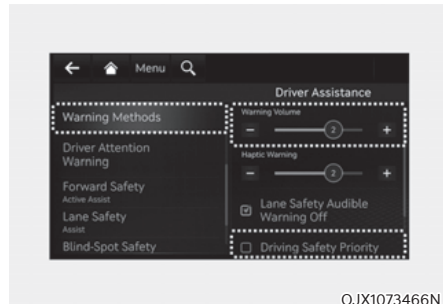 Menu
Driver Assistance
Warning Methods
Driver Attention
Warning
Forward Safety
Active Assist
Lane Safety
Assist
Blind-Spot Safety
Warning Volume
- 2 +
Haptic Warning
- 2 +
Lane Safety Audible
Warning Off
Driving Safety Priority
OJX1073466N